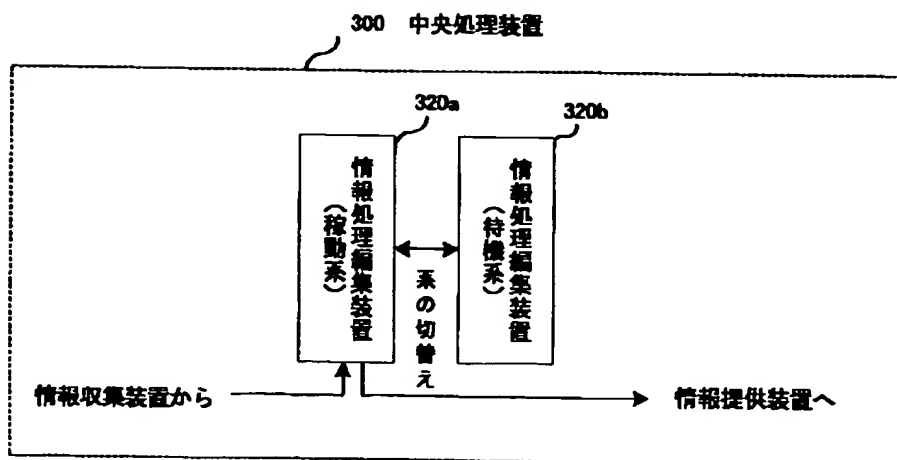 300 中央処理装置
320a
320b
情報処理編集装置
(稼動系)
系の切替え
情報処理編集装置
(待機系)
情報収集装置から
情報提供装置へ